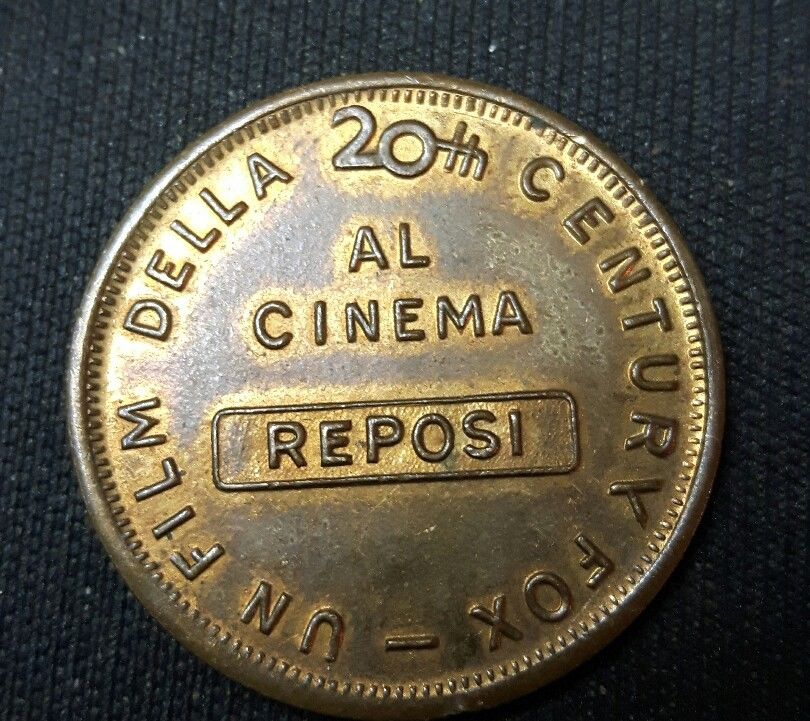 UN FILM DELLA 20th CENTURY FOX –
AL
CINEMA
REPOSI